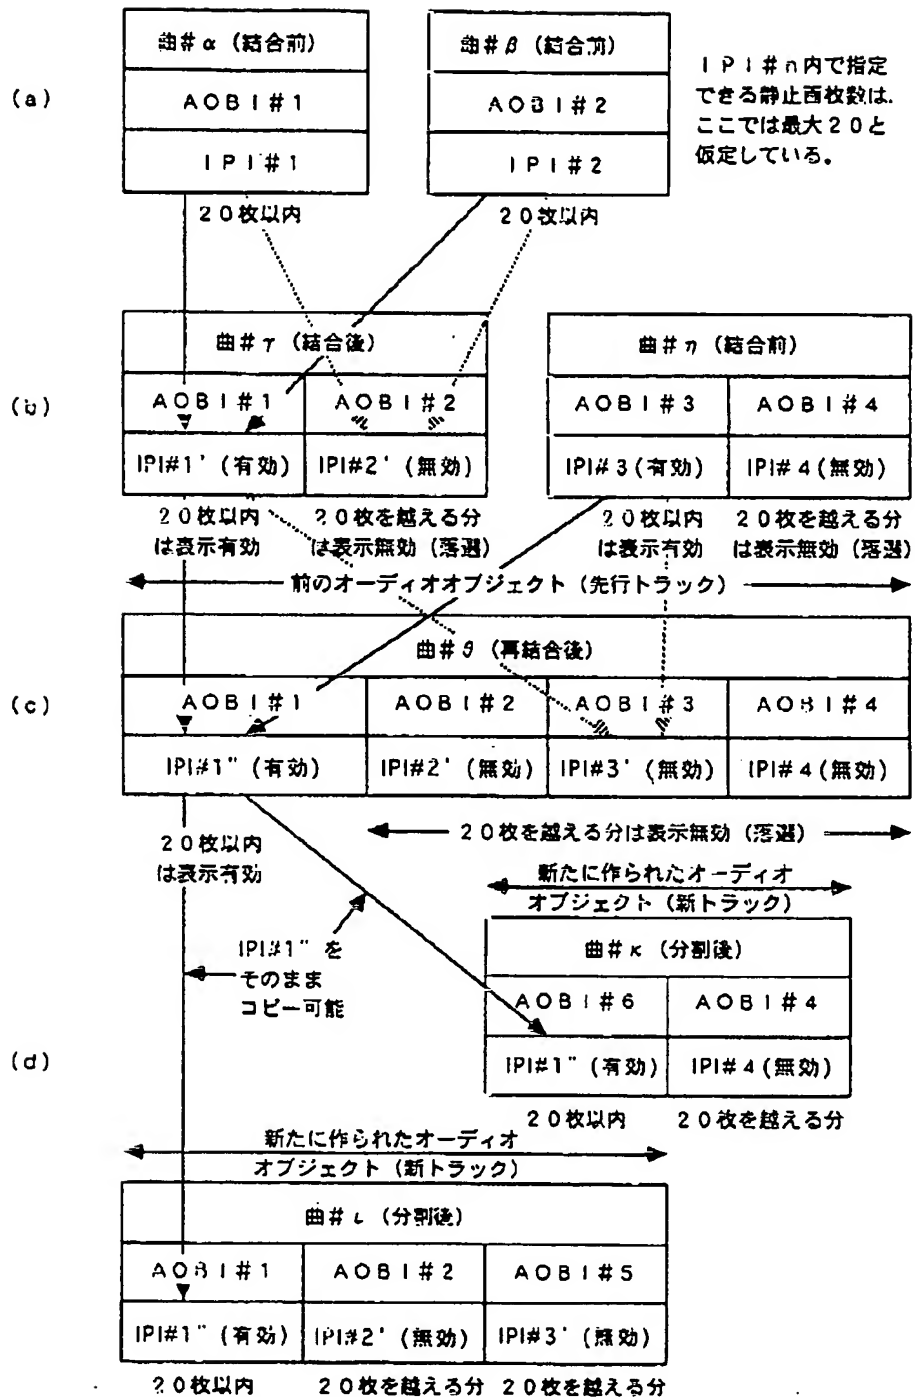 (a)
曲#α (結合前)
AOBI#1
IPI#1
20枚以内
曲#β (結合前)
AOBI#2
IPI#2
20枚以内
IPI#n内で指定
できる静止画枚数は、
ここでは最大20と
仮定している。
(b)
曲#γ (結合後)
AOBI#1 AOBI#2
IPI#1' (有効) IPI#2' (無効)
20枚以内 20枚を越える分
は表示有効 は表示無効 (落選)
曲#η (結合前)
AOBI#3 AOBI#4
IPI#3 (有効) IPI#4 (無効)
20枚以内 20枚を越える分
は表示有効 は表示無効 (落選)
前のオーディオオブジェクト (先行トラック)
(c)
曲#θ (再結合後)
AOBI#1 AOBI#2 AOBI#3 AOBI#4
IPI#1" (有効) IPI#2' (無効) IPI#3' (無効) IPI#4 (無効)
20枚以内
は表示有効
20枚を越える分は表示無効 (落選)
新たに作られたオーディオ
オブジェクト (新トラック)
IPI#1" を
そのまま
コピー可能
(d)
曲#κ (分割後)
AOBI#6 AOBI#4
IPI#1" (有効) IPI#4 (無効)
20枚以内 20枚を越える分
新たに作られたオーディオ
オブジェクト (新トラック)
曲#ι (分割後)
AOBI#1 AOBI#2 AOBI#5
IPI#1" (有効) IPI#2' (無効) IPI#3' (無効)
20枚以内 20枚を越える分 20枚を越える分